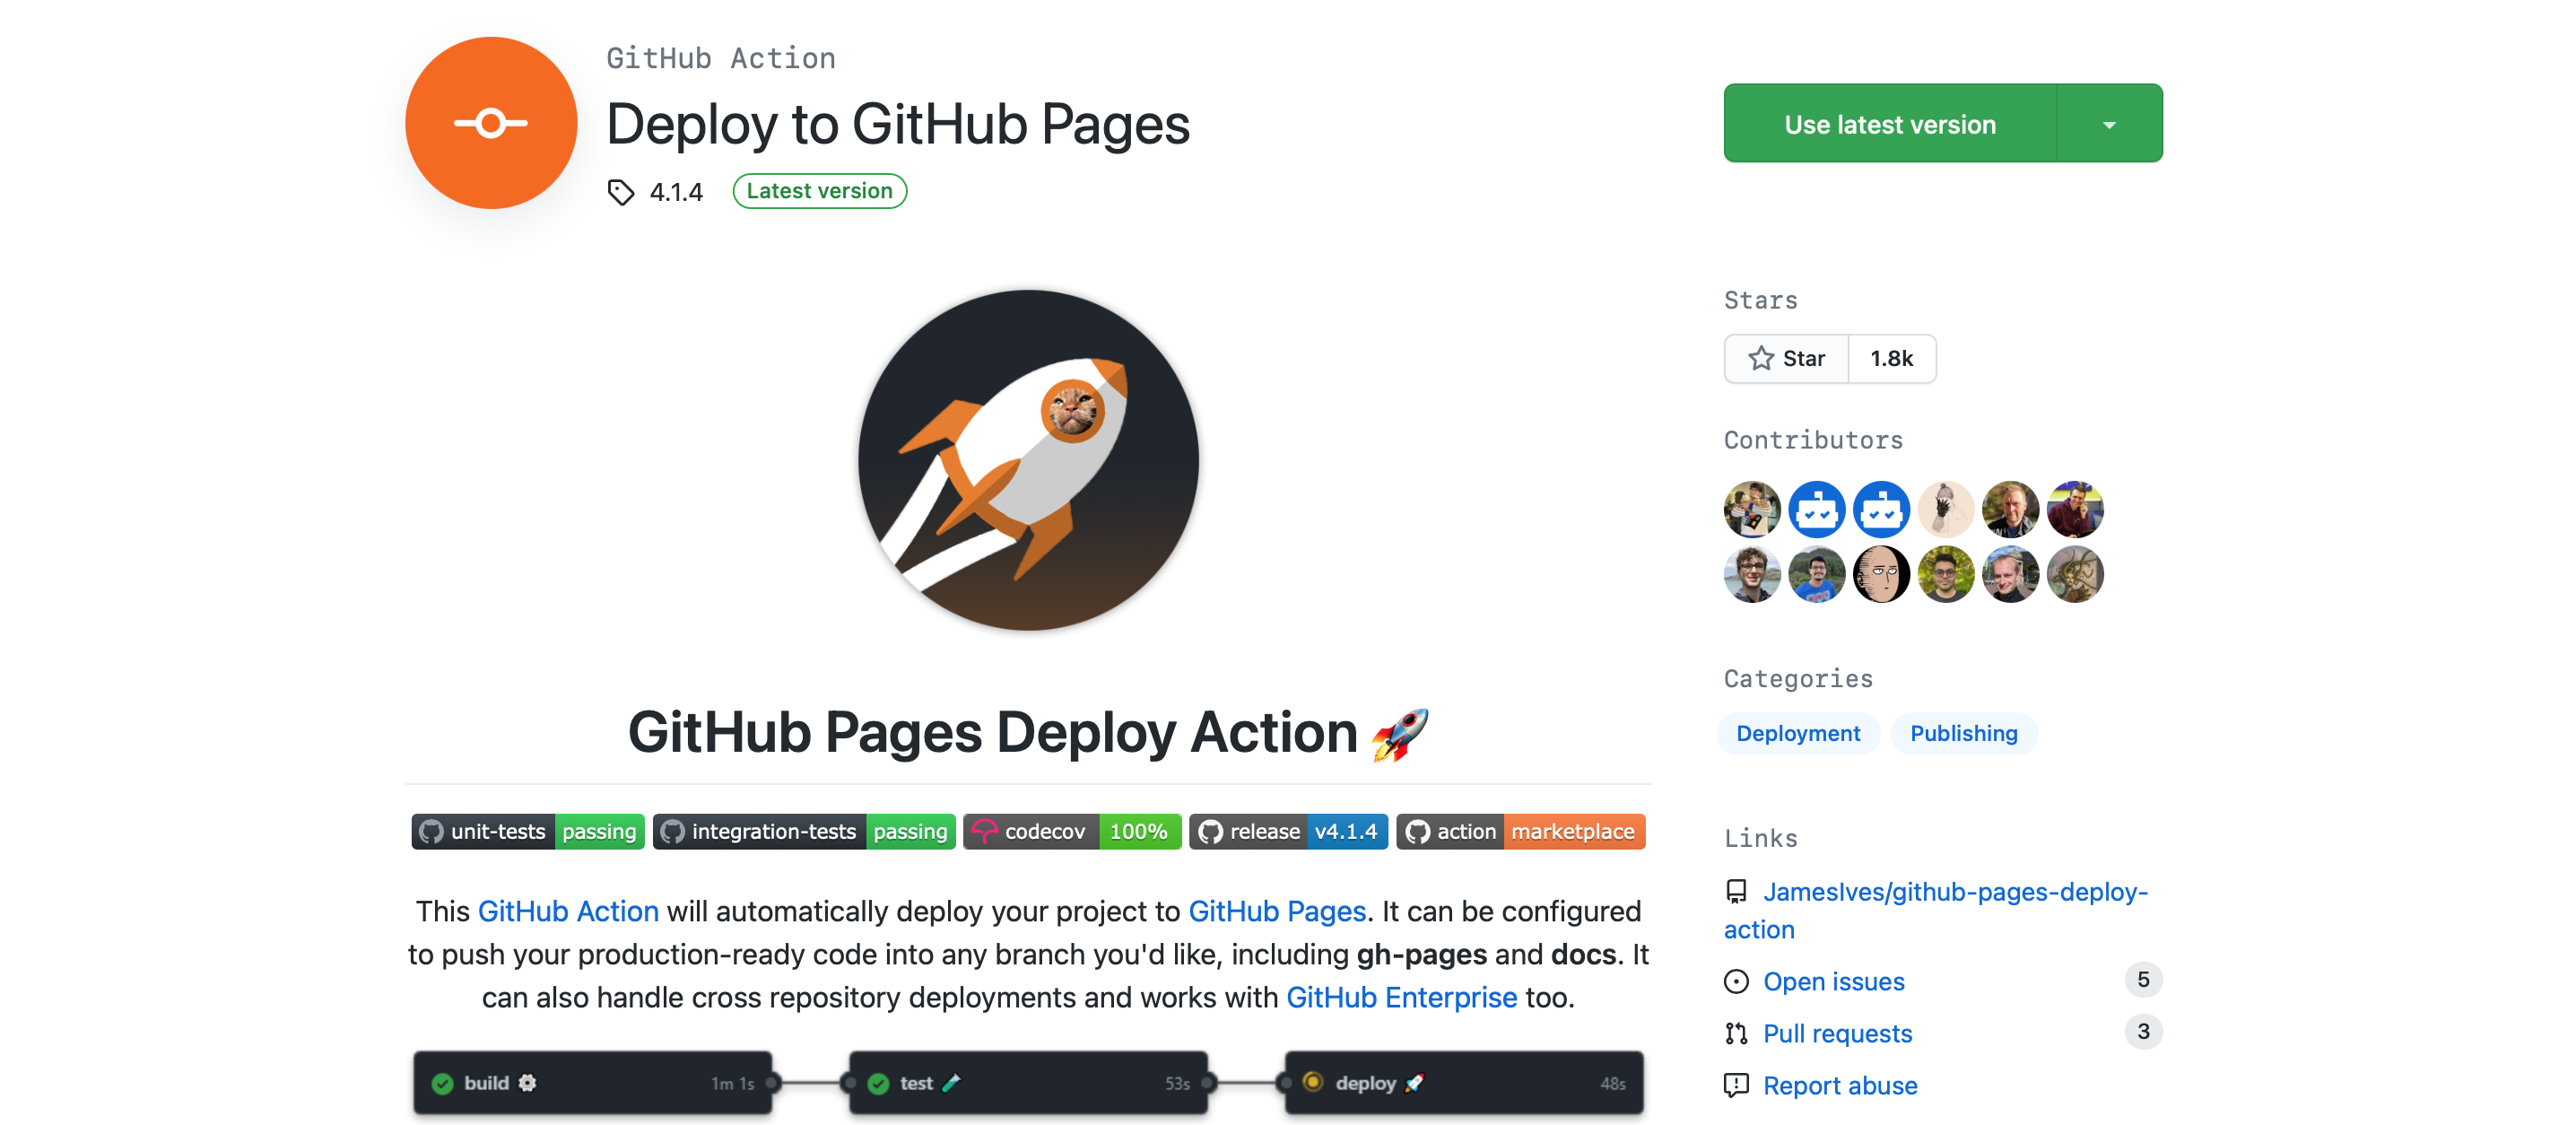 GitHub Action
Deploy to GitHub Pages
4.1.4 Latest version
Use latest version
GitHub Pages Deploy Action 🚀
unit-tests passing integration-tests passing codecov 100% release v4.1.4 action marketplace
This GitHub Action will automatically deploy your project to GitHub Pages. It can be configured
to push your production-ready code into any branch you'd like, including gh-pages and docs. It
can also handle cross repository deployments and works with GitHub Enterprise too.
build 1m 1s test 53s deploy 48s
Stars
Star 1.8k
Contributors
Categories
Deployment Publishing
Links
JamesIves/github-pages-deploy-
action
Open issues 5
Pull requests 3
Report abuse